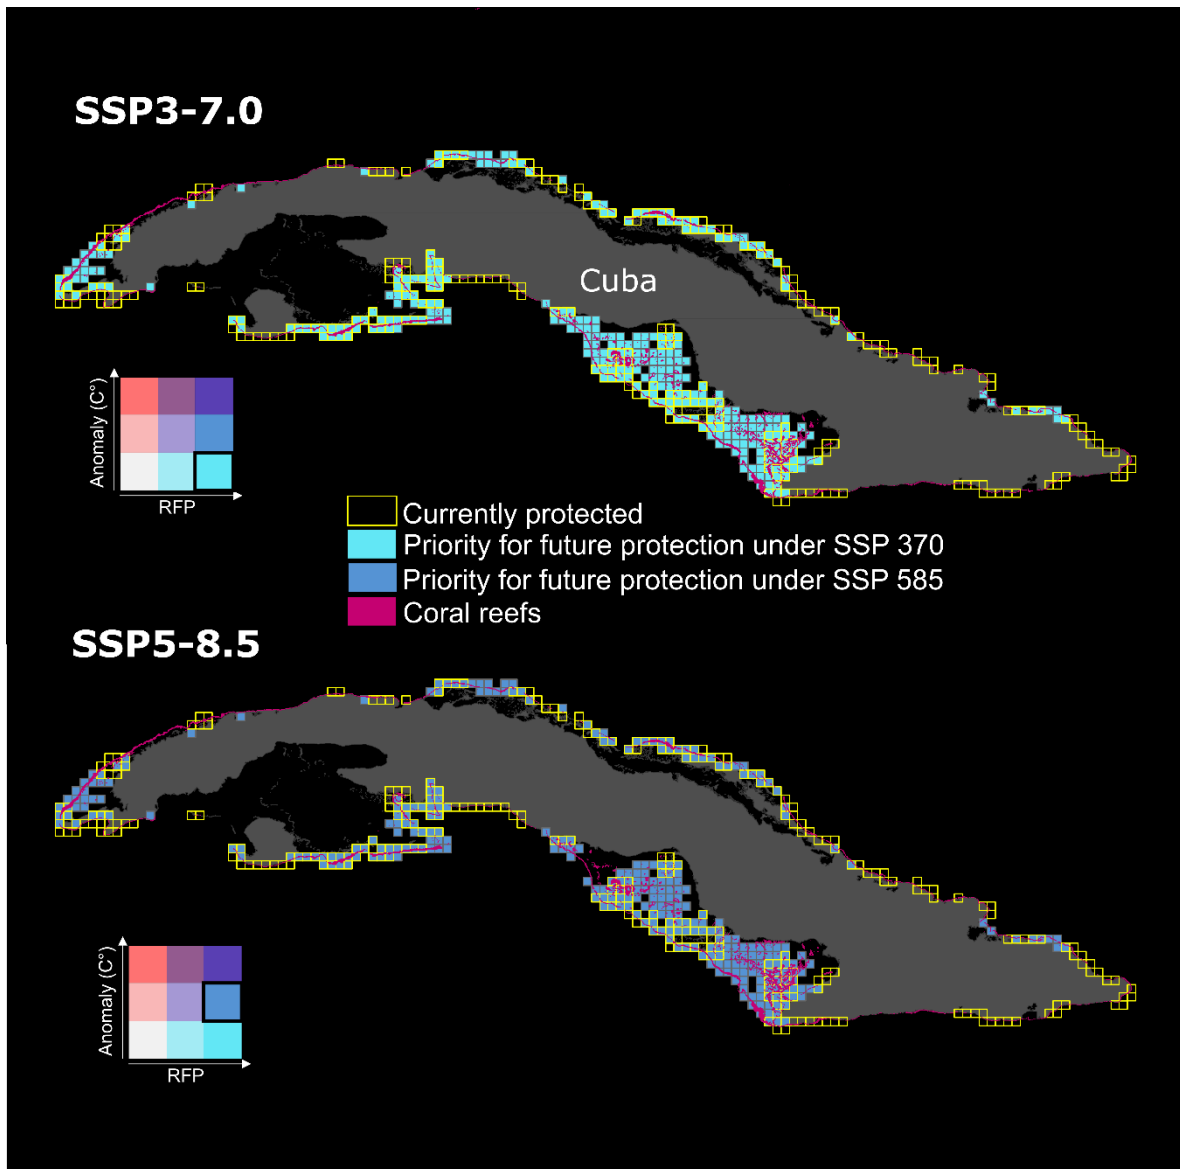 SSP3-7.0
Cuba
Anomaly (C°)
RFP
Currently protected
Priority for future protection under SSP 370
Priority for future protection under SSP 585
Coral reefs
SSP5-8.5
Anomaly (C°)
RFP